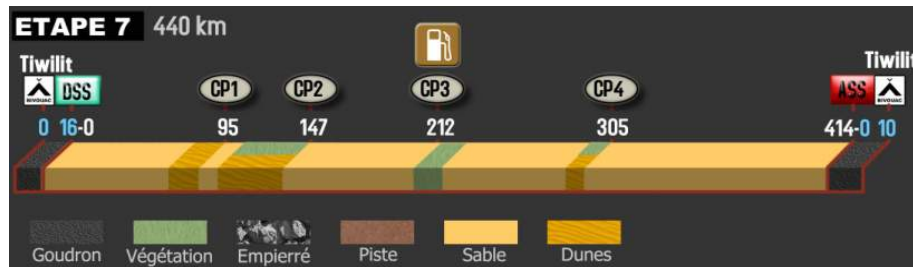 ETAPE 7 440 km
Tiwilit Tiwilit
BIVOUAC DSS CP1 CP2 CP3 CP4 ASS BIVOUAC
0 16-0 95 147 212 305 414-0 10
Goudron Végétation Empierré Piste Sable Dunes